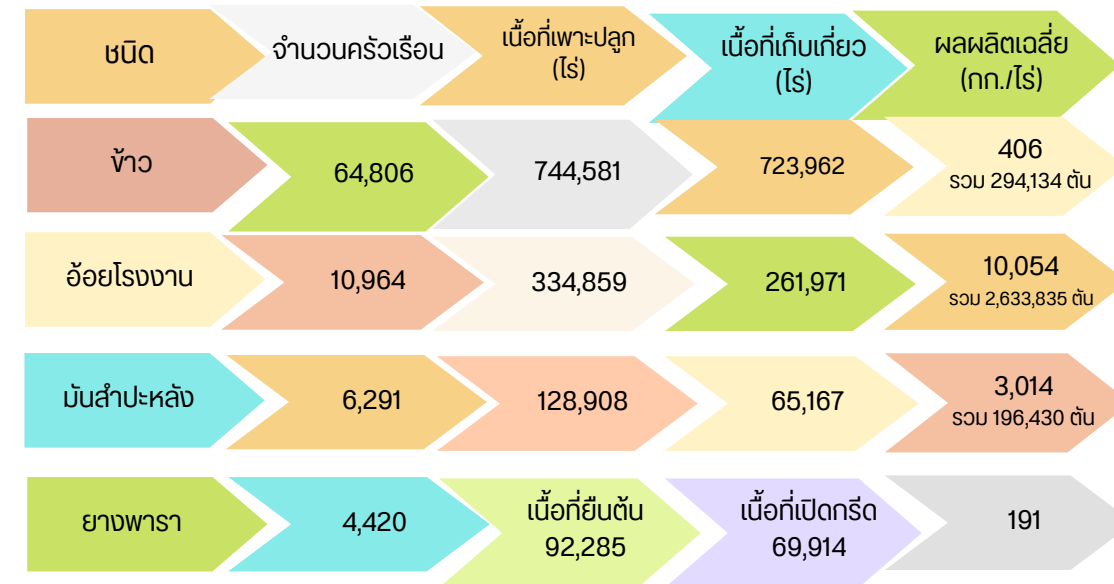 ชนิด
จำนวนครัวเรือน
เนื้อที่เพาะปลูก
(ไร่)
เนื้อที่เก็บเกี่ยว
(ไร่)
ผลผลิตเฉลี่ย
(กก./ไร่)
ข้าว
64,806
744,581
723,962
406
รวม 294,134 ตัน
อ้อยโรงงาน
10,964
334,859
261,971
10,054
รวม 2,633,835 ตัน
มันสำปะหลัง
6,291
128,908
65,167
3,014
รวม 196,430 ตัน
ยางพารา
4,420
เนื้อที่ยืนต้น
92,285
เนื้อที่เปิดกรีด
69,914
191